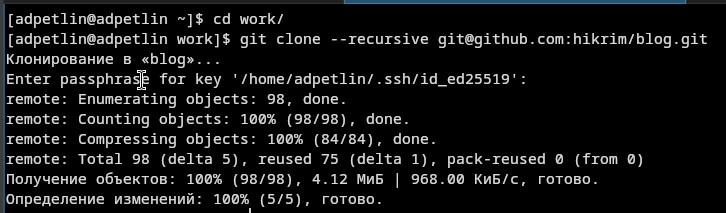 [adpetlin@adpetlin ~]$ cd work/
[adpetlin@adpetlin work]$ git clone --recursive git@github.com:hikrim/blog.git
Клонирование в «blog»...
Enter passphrase for key '/home/adpetlin/.ssh/id_ed25519':
remote: Enumerating objects: 98, done.
remote: Counting objects: 100% (98/98), done.
remote: Compressing objects: 100% (84/84), done.
remote: Total 98 (delta 5), reused 75 (delta 1), pack-reused 0 (from 0)
Получение объектов: 100% (98/98), 4.12 МиБ | 968.00 КиБ/с, готово.
Определение изменений: 100% (5/5), готово.